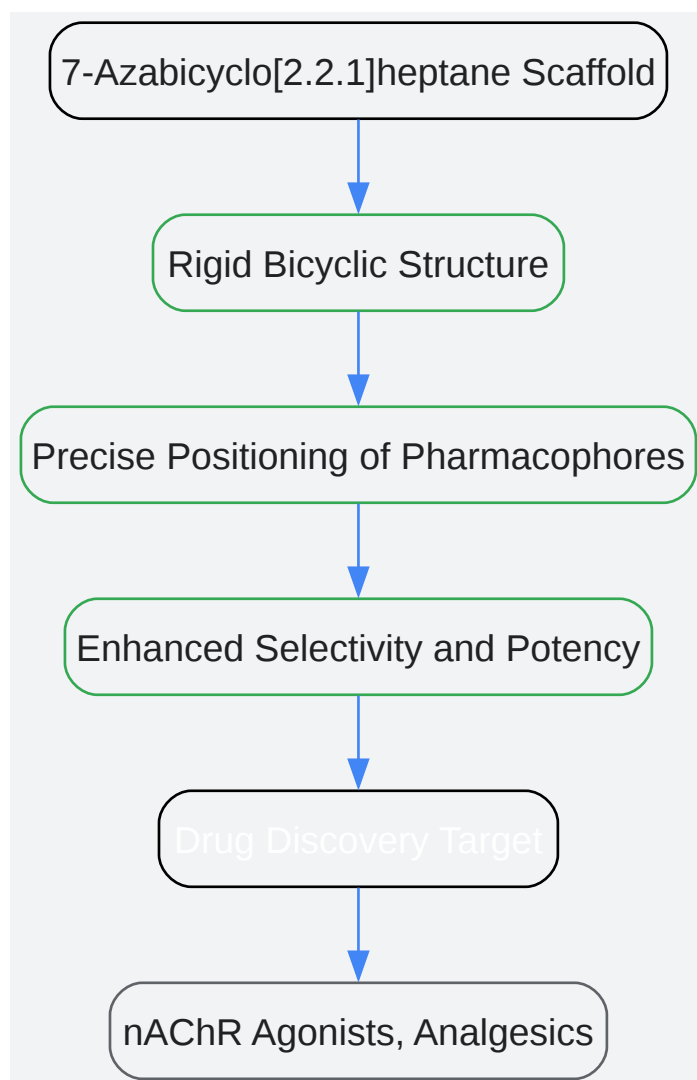 7-Azabicyclo[2.2.1]heptane Scaffold
Rigid Bicyclic Structure
Precise Positioning of Pharmacophores
Enhanced Selectivity and Potency
Drug Discovery Target
nAChR Agonists, Analgesics